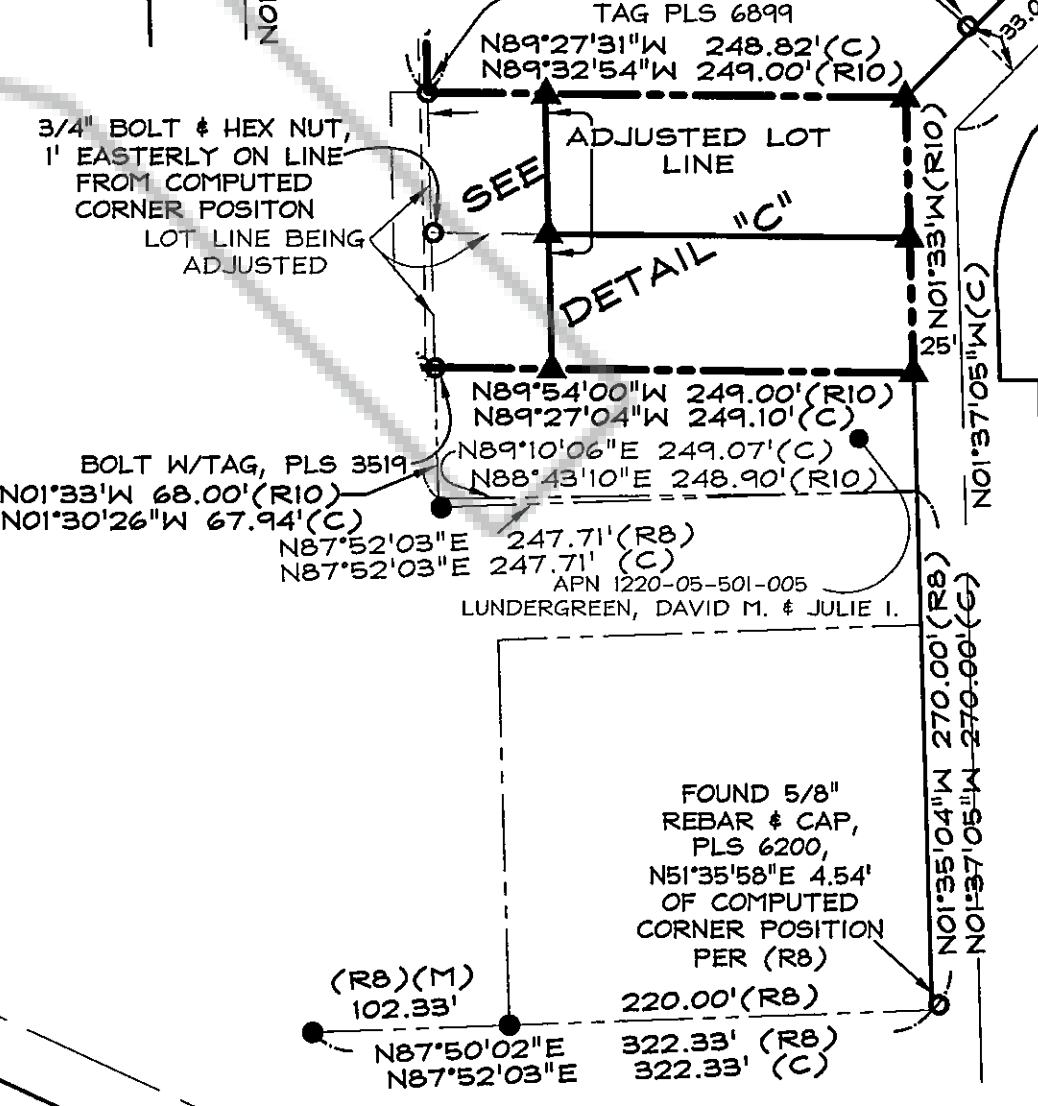 TAG PLS 6899
N89°27'31"W 248.82'(C)
N89°32'54"W 249.00'(R10)
33.0
N01
3/4" BOLT & HEX NUT,
1' EASTERLY ON LINE
FROM COMPUTED
CORNER POSITON
LOT LINE BEING
ADJUSTED
ADJUSTED LOT
LINE
SEE
DETAIL "C"
N01°33'W(R10)
25'
N01°37'05"W(C)
N89°54'00"W 249.00'(R10)
N89°27'04"W 249.10'(C)
N89°10'06"E 249.07'(C)
N88°43'10"E 248.90'(R10)
BOLT W/TAG, PLS 3519
N01°33'W 68.00'(R10)
N01°30'26"W 67.94'(C)
N87°52'03"E 247.71'(R8)
N87°52'03"E 247.71' (C)
APN 1220-05-501-005
LUNDERGREEN, DAVID M. & JULIE I.
N01°35'04"W 270.00'(R8)
N01°37'05"W 270.00'(C)
FOUND 5/8"
REBAR & CAP,
PLS 6200,
N51°35'58"E 4.54'
OF COMPUTED
CORNER POSITION
PER (R8)
(R8)(M)
102.33'
220.00'(R8)
N87°50'02"E 322.33' (R8)
N87°52'03"E 322.33' (C)